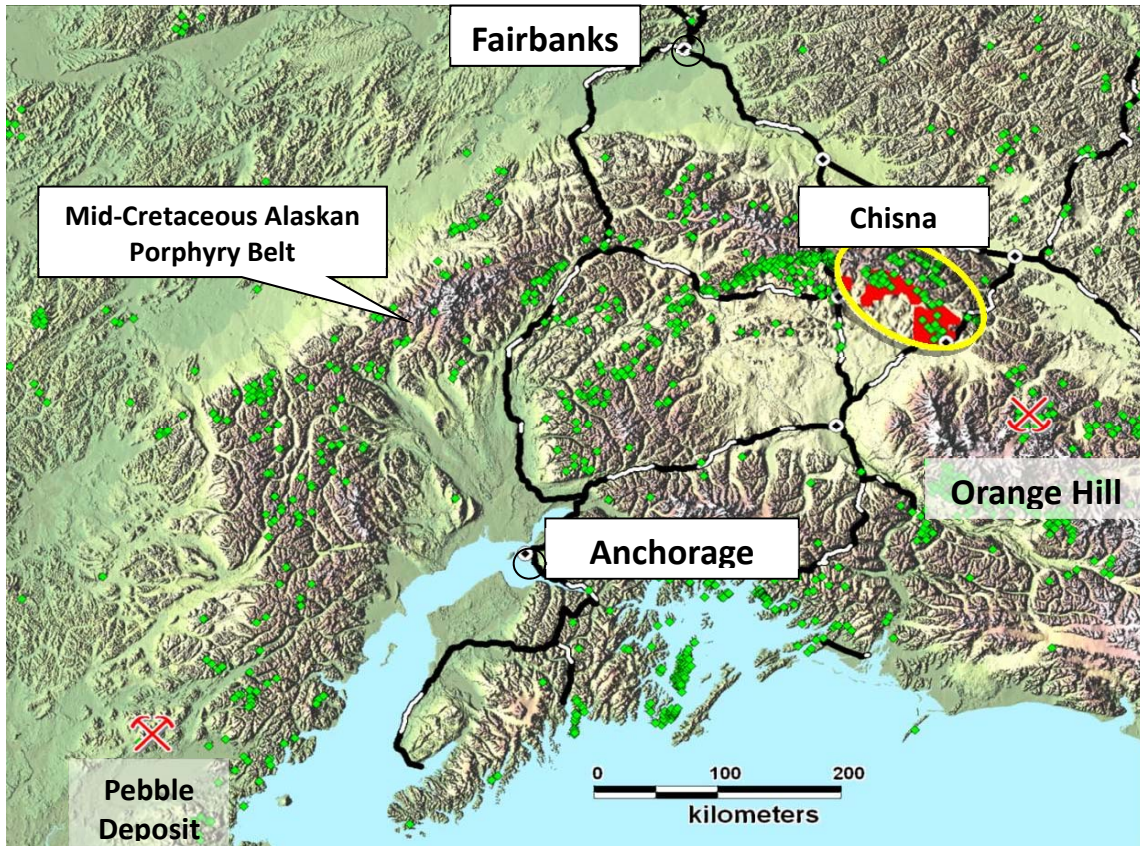 Fairbanks
Mid-Cretaceous Alaskan
Porphyry Belt
Chisna
Orange Hill
Anchorage
Pebble
Deposit
0 100 200
kilometers